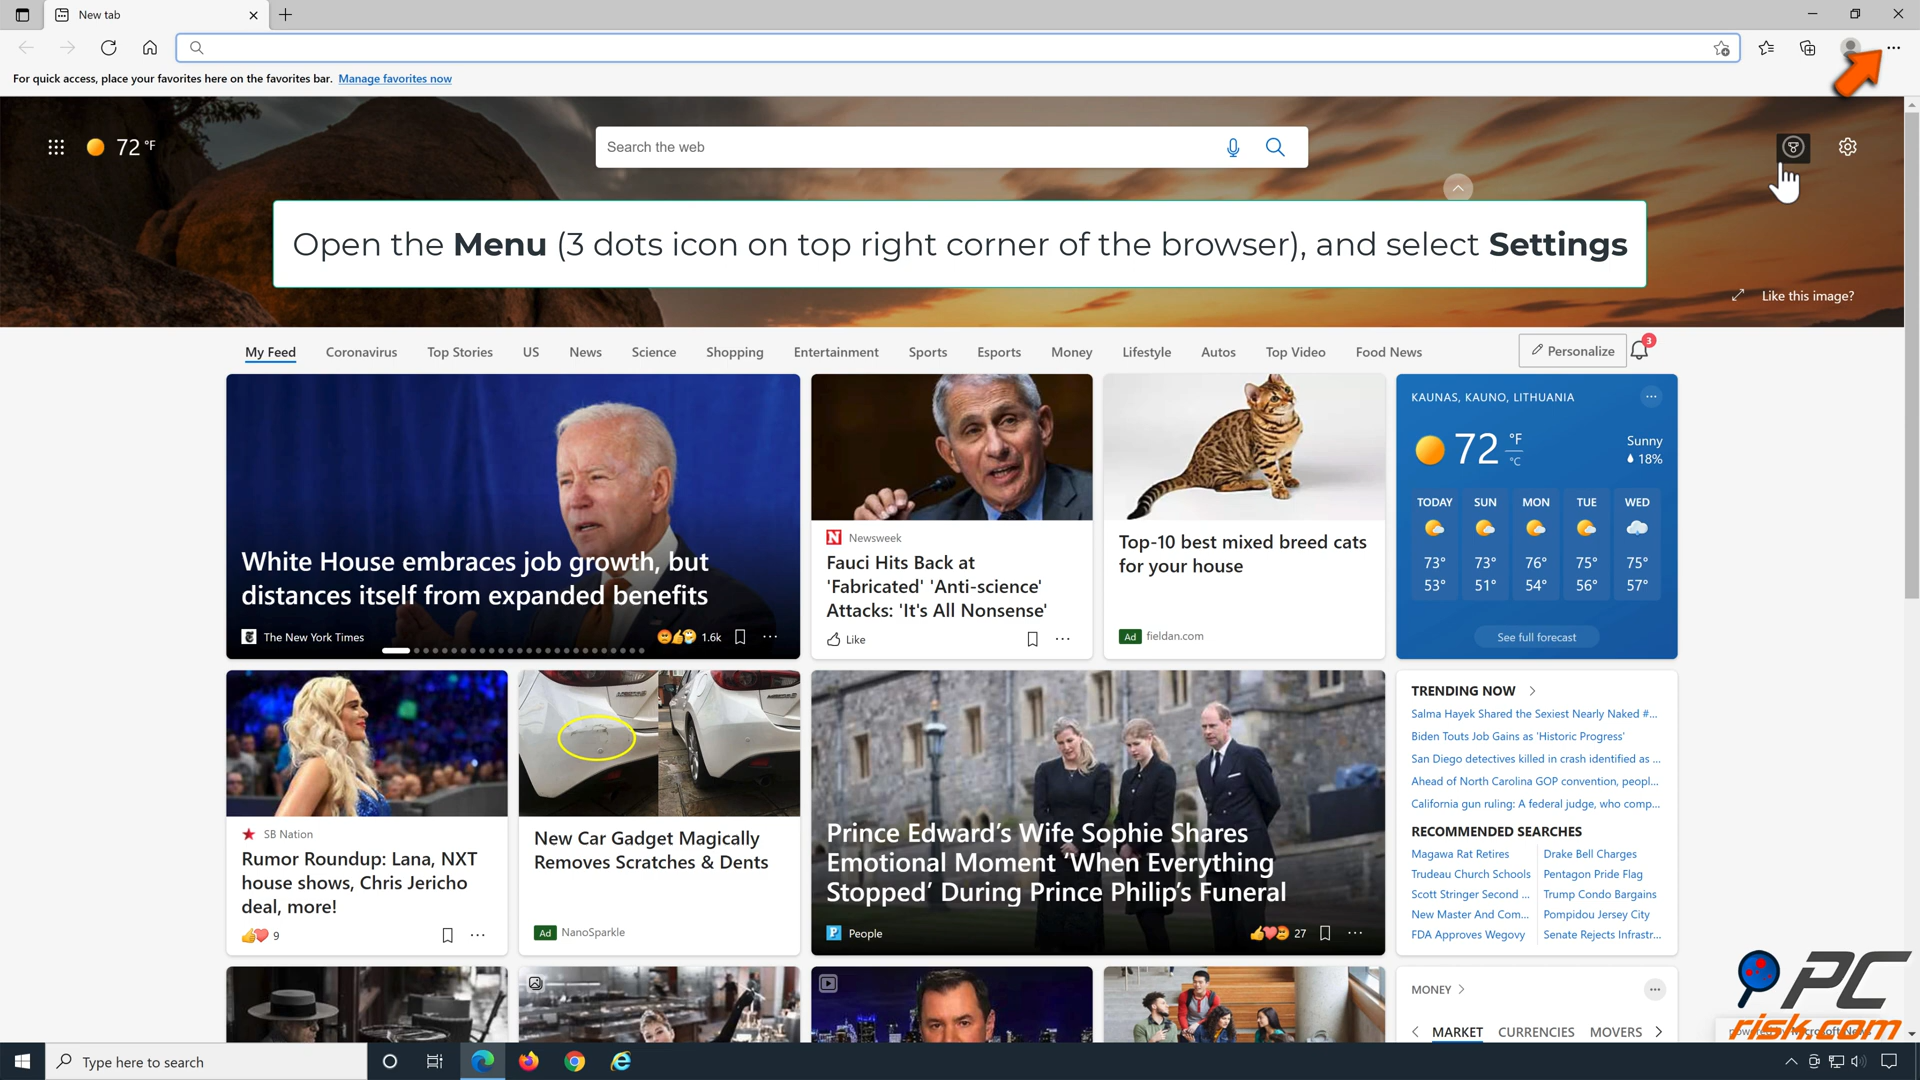 New tab
For quick access, place your favorites here on the favorites bar. Manage favorites now
72 °F
Search the web
Open the Menu (3 dots icon on top right corner of the browser), and select Settings
Like this image?
My Feed Coronavirus Top Stories US News Science Shopping Entertainment Sports Esports Money Lifestyle Autos Top Video Food News
Personalize
3
White House embraces job growth, but
distances itself from expanded benefits
The New York Times
1.6k
Newsweek
Fauci Hits Back at
'Fabricated' 'Anti-science'
Attacks: 'It's All Nonsense'
Like
Top-10 best mixed breed cats
for your house
Ad fieldan.com
KAUNAS, KAUNO, LITHUANIA
72 °F
°C
Sunny
18%
TODAY SUN MON TUE WED
73° 73° 76° 75° 75°
53° 51° 54° 56° 57°
See full forecast
SB Nation
Rumor Roundup: Lana, NXT
house shows, Chris Jericho
deal, more!
9
New Car Gadget Magically
Removes Scratches & Dents
Ad NanoSparkle
Prince Edward’s Wife Sophie Shares
Emotional Moment ‘When Everything
Stopped’ During Prince Philip’s Funeral
People
27
TRENDING NOW
Salma Hayek Shared the Sexiest Nearly Naked #...
Biden Touts Job Gains as 'Historic Progress'
San Diego detectives killed in crash identified as ...
Ahead of North Carolina GOP convention, peopl...
California gun ruling: A federal judge, who comp...
RECOMMENDED SEARCHES
Magawa Rat Retires Drake Bell Charges
Trudeau Church Schools Pentagon Pride Flag
Scott Stringer Second ... Trump Condo Bargains
New Master And Com... Pompidou Jersey City
FDA Approves Wegovy Senate Rejects Infrastr...
MONEY
MARKET CURRENCIES MOVERS
PC
risk.com
Type here to search